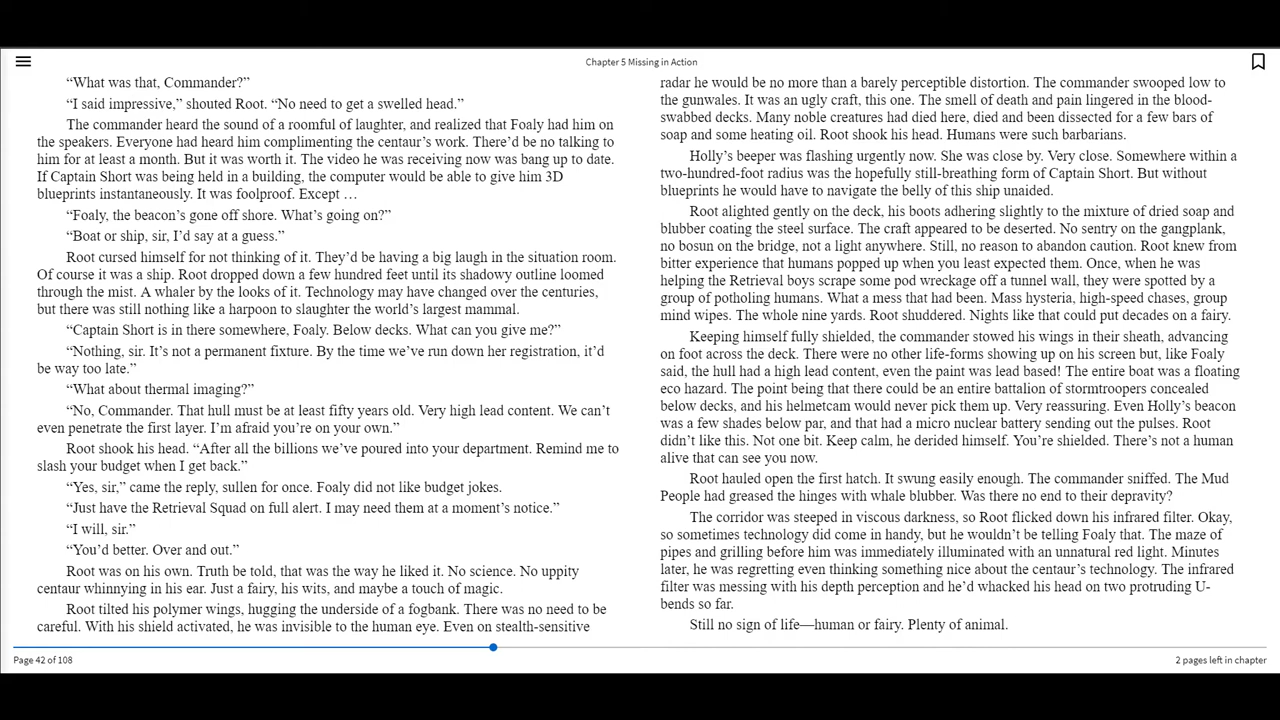 Chapter 5 Missing in Action
“What was that, Commander?”
“I said impressive,” shouted Root. “No need to get a swelled head.”
The commander heard the sound of a roomful of laughter, and realized that Foaly had him on
the speakers. Everyone had heard him complimenting the centaur’s work. There’d be no talking to
him for at least a month. But it was worth it. The video he was receiving now was bang up to date.
If Captain Short was being held in a building, the computer would be able to give him 3D
blueprints instantaneously. It was foolproof. Except …
“Foaly, the beacon’s gone off shore. What’s going on?”
“Boat or ship, sir, I’d say at a guess.”
Root cursed himself for not thinking of it. They’d be having a big laugh in the situation room.
Of course it was a ship. Root dropped down a few hundred feet until its shadowy outline loomed
through the mist. A whaler by the looks of it. Technology may have changed over the centuries,
but there was still nothing like a harpoon to slaughter the world’s largest mammal.
“Captain Short is in there somewhere, Foaly. Below decks. What can you give me?”
“Nothing, sir. It’s not a permanent fixture. By the time we’ve run down her registration, it’d
be way too late.”
“What about thermal imaging?”
“No, Commander. That hull must be at least fifty years old. Very high lead content. We can’t
even penetrate the first layer. I’m afraid you’re on your own.”
Root shook his head. “After all the billions we’ve poured into your department. Remind me to
slash your budget when I get back.”
“Yes, sir,” came the reply, sullen for once. Foaly did not like budget jokes.
“Just have the Retrieval Squad on full alert. I may need them at a moment’s notice.”
“I will, sir.”
“You’d better. Over and out.”
Root was on his own. Truth be told, that was the way he liked it. No science. No uppity
centaur whinnying in his ear. Just a fairy, his wits, and maybe a touch of magic.
Root tilted his polymer wings, hugging the underside of a fogbank. There was no need to be
careful. With his shield activated, he was invisible to the human eye. Even on stealth-sensitive
radar he would be no more than a barely perceptible distortion. The commander swooped low to
the gunwales. It was an ugly craft, this one. The smell of death and pain lingered in the blood-
swabbed decks. Many noble creatures had died here, died and been dissected for a few bars of
soap and some heating oil. Root shook his head. Humans were such barbarians.
Holly’s beeper was flashing urgently now. She was close by. Very close. Somewhere within a
two-hundred-foot radius was the hopefully still-breathing form of Captain Short. But without
blueprints he would have to navigate the belly of this ship unaided.
Root alighted gently on the deck, his boots adhering slightly to the mixture of dried soap and
blubber coating the steel surface. The craft appeared to be deserted. No sentry on the gangplank,
no bosun on the bridge, not a light anywhere. Still, no reason to abandon caution. Root knew from
bitter experience that humans popped up when you least expected them. Once, when he was
helping the Retrieval boys scrape some pod wreckage off a tunnel wall, they were spotted by a
group of potholing humans. What a mess that had been. Mass hysteria, high-speed chases, group
mind wipes. The whole nine yards. Root shuddered. Nights like that could put decades on a fairy.
Keeping himself fully shielded, the commander stowed his wings in their sheath, advancing
on foot across the deck. There were no other life-forms showing up on his screen but, like Foaly
said, the hull had a high lead content, even the paint was lead based! The entire boat was a floating
eco hazard. The point being that there could be an entire battalion of stormtroopers concealed
below decks, and his helmetcam would never pick them up. Very reassuring. Even Holly’s beacon
was a few shades below par, and that had a micro nuclear battery sending out the pulses. Root
didn’t like this. Not one bit. Keep calm, he derided himself. You’re shielded. There’s not a human
alive that can see you now.
Root hauled open the first hatch. It swung easily enough. The commander sniffed. The Mud
People had greased the hinges with whale blubber. Was there no end to their depravity?
The corridor was steeped in viscous darkness, so Root flicked down his infrared filter. Okay,
so sometimes technology did come in handy, but he wouldn’t be telling Foaly that. The maze of
pipes and grilling before him was immediately illuminated with an unnatural red light. Minutes
later, he was regretting even thinking something nice about the centaur’s technology. The infrared
filter was messing with his depth perception and he’d whacked his head on two protruding U-
bends so far.
Still no sign of life—human or fairy. Plenty of animal.
Page 42 of 108
2 pages left in chapter